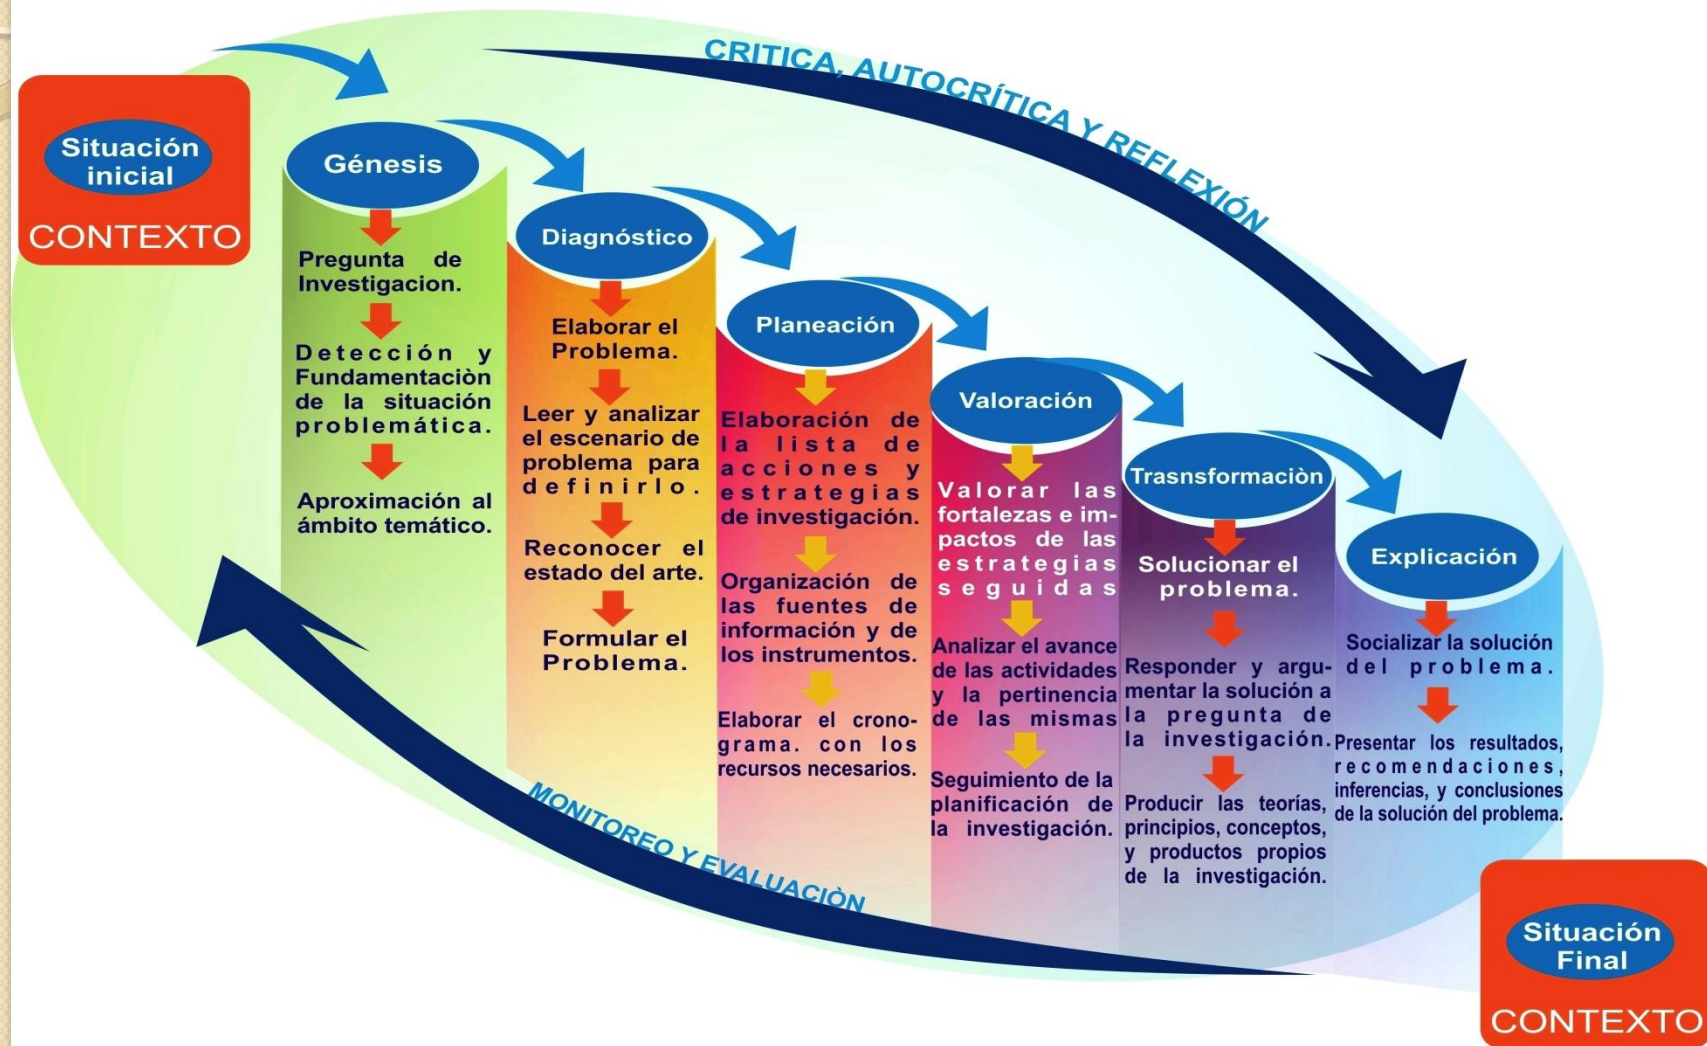 CRITICA, AUTOCRÍTICA Y REFLEXIÓN
Situación
inicial
CONTEXTO
Génesis
Pregunta de
Investigacion.
Detección y
Fundamentaciòn
de la situación
problemática.
Aproximación al
ámbito temático.
Diagnóstico
Elaborar el
Problema.
Leer y analizar
el escenario de
problema para
definirlo.
Reconocer el
estado del arte.
Formular el
Problema.
Planeación
Elaboración de
la lista de
acciones y
estrategias
de investigación.
Organización de
las fuentes de
información y de
los instrumentos.
Elaborar el crono-
grama. con los
recursos necesarios.
Valoración
Valorar las
fortalezas e im-
pactos de las
estrategias
seguidas
Analizar el avance
de las actividades
y la pertinencia
de las mismas
Seguimiento de la
planificación de
la investigación.
Trasnsformaciòn
Solucionar el
problema.
Responder y argu-
mentar la solución a
la pregunta de
la investigación.
Producir las teorías,
principios, conceptos,
y productos propios
de la investigación.
Explicación
Socializar la solución
del problema.
Presentar los resultados,
recomendaciones,
inferencias, y conclusiones
de la solución del problema.
MONITOREO Y EVALUACIÒN
Situación
Final
CONTEXTO